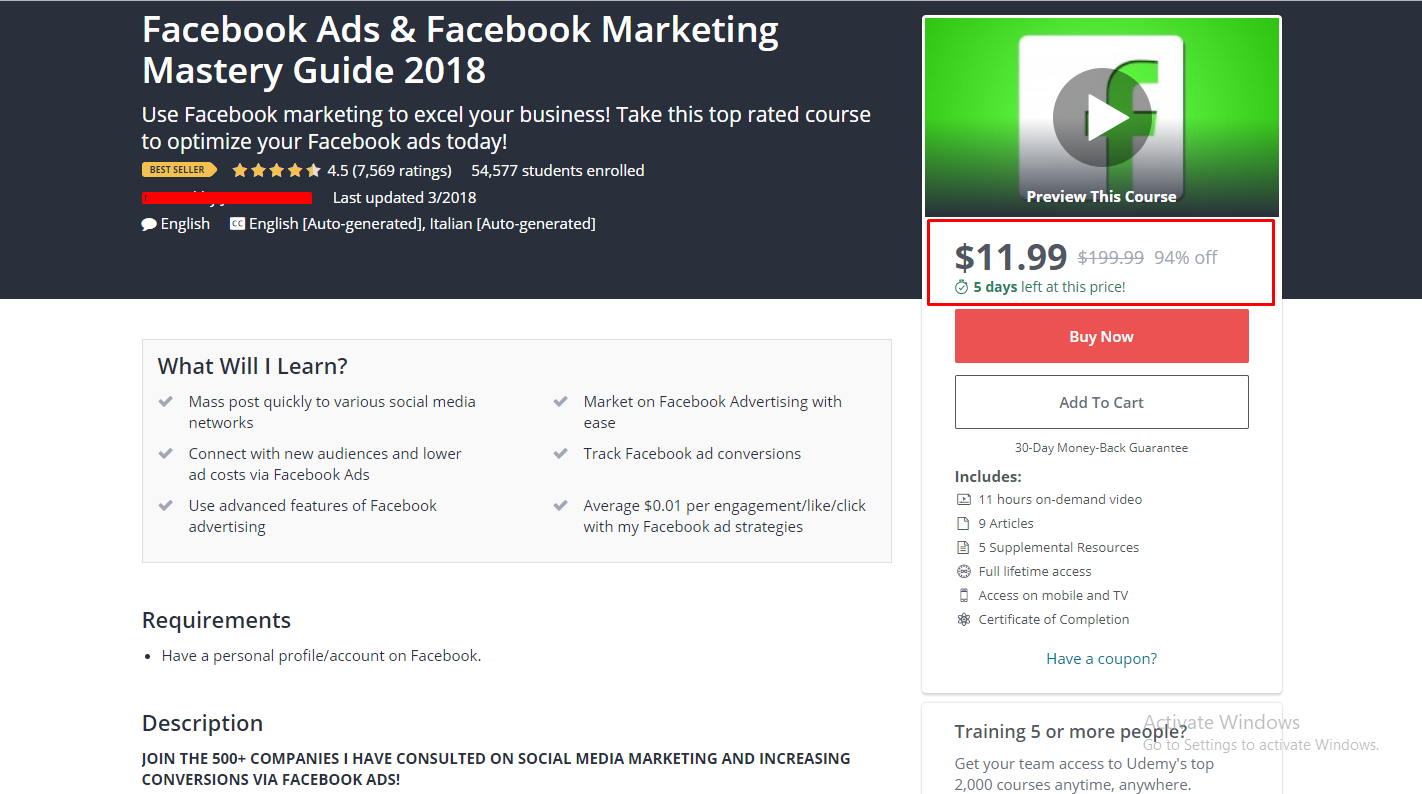 Facebook Ads & Facebook Marketing
Mastery Guide 2018
Use Facebook marketing to excel your business! Take this top rated course
to optimize your Facebook ads today!
BEST SELLER 4.5 (7,569 ratings) 54,577 students enrolled
Last updated 3/2018
English CC English [Auto-generated], Italian [Auto-generated]
f
Preview This Course
$11.99 $199.99 94% off
5 days left at this price!
Buy Now
Add To Cart
30-Day Money-Back Guarantee
Includes:
11 hours on-demand video
9 Articles
5 Supplemental Resources
Full lifetime access
Access on mobile and TV
Certificate of Completion
Have a coupon?
What Will I Learn?
Mass post quickly to various social media
networks
Market on Facebook Advertising with
ease
Connect with new audiences and lower
ad costs via Facebook Ads
Track Facebook ad conversions
Use advanced features of Facebook
advertising
Average $0.01 per engagement/like/click
with my Facebook ad strategies
Requirements
Have a personal profile/account on Facebook.
Description
JOIN THE 500+ COMPANIES I HAVE CONSULTED ON SOCIAL MEDIA MARKETING AND INCREASING
CONVERSIONS VIA FACEBOOK ADS!
Training 5 or more people?
Get your team access to Udemy's top
2,000 courses anytime, anywhere.
Activate Windows
Go to Settings to activate Windows.